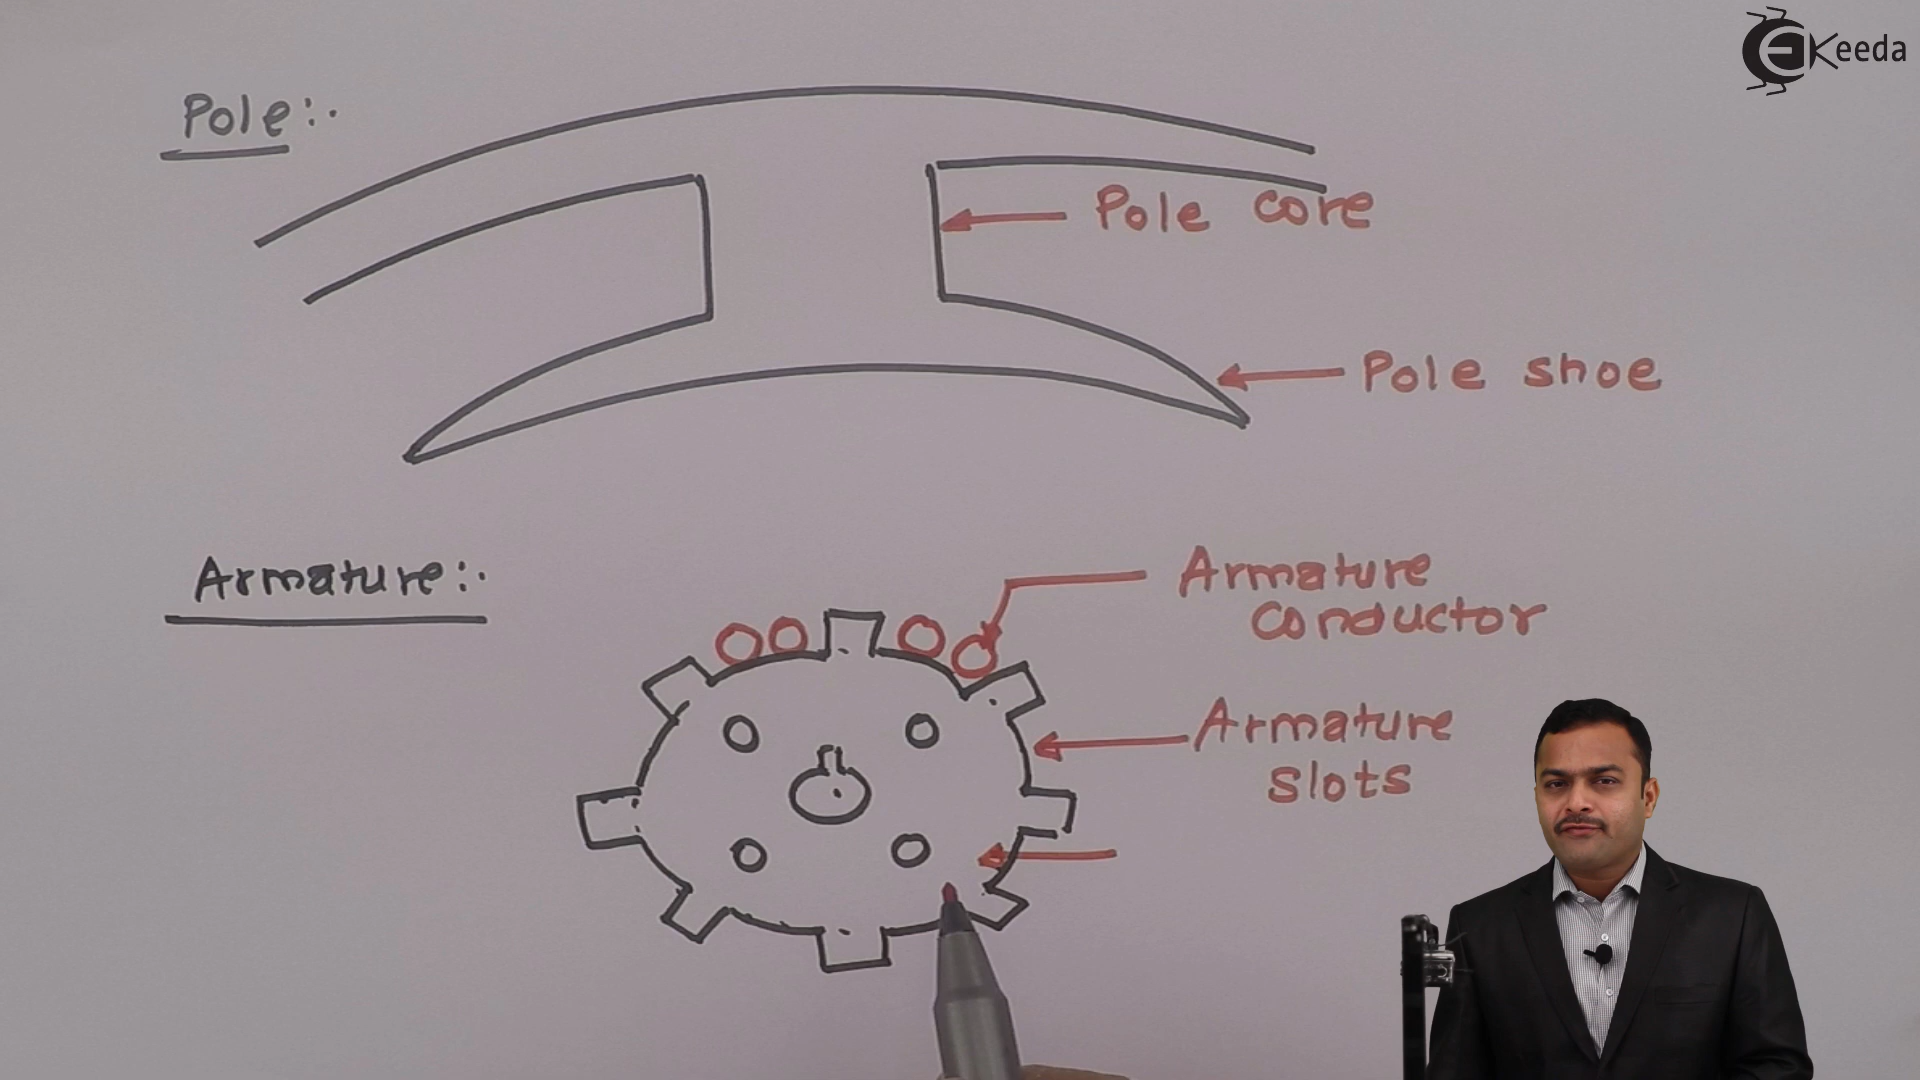 eKeeda
Pole:.
Pole core
Pole shoe
Armature:.
Armature
conductor
Armature
slots